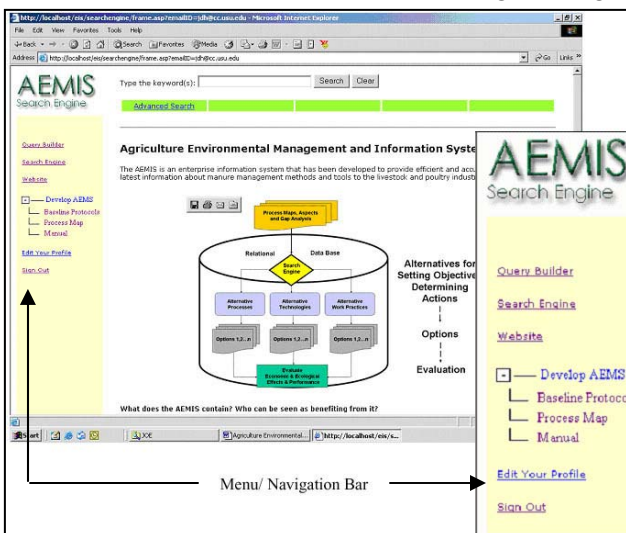 http://localhost/eis/searchengine/frame.asp?emailID=jdh@cc.usu.edu - Microsoft Internet Explorer
File Edit View Favorites Tools Help
Back Search Favorites Media
Address http://localhost/eis/searchengine/frame.asp?emailID=jdh@cc.usu.edu Go Links »
AEMIS
Search Engine
Type the keyword(s): Search Clear
Advanced Search
Query Builder
Search Engine
Website
Develop AEMS
Baseline Protocols
Process Map
Manual
Edit Your Profile
Sign Out
Agriculture Environmental Management and Information Syste
The AEMIS is an enterprise information system that has been developed to provide efficient and acc
latest information about manure management methods and tools to the livestock and poultry indust
Process Maps, Aspects
and Gap Analysis
Relational Data Base
Search
Engine
Alternative
Processes
Alternative
Technologies
Alternative
Work Practices
Options 1,2...n
Options 1,2...n
Options 1,2...n
Evaluate
Economic & Ecological
Effects & Performance
Alternatives for
Setting Objective
Determining
Actions
Options
Evaluation
What does the AEMIS contain? Who can be seen as benefiting from it?
Start JOE Agriculture Environmental... http://localhost/eis/s...
AEMIS
Search Engine
Query Builder
Search Engine
Website
Develop AEMS
Baseline Protoco
Process Map
Manual
Edit Your Profile
Sign Out
Menu/ Navigation Bar